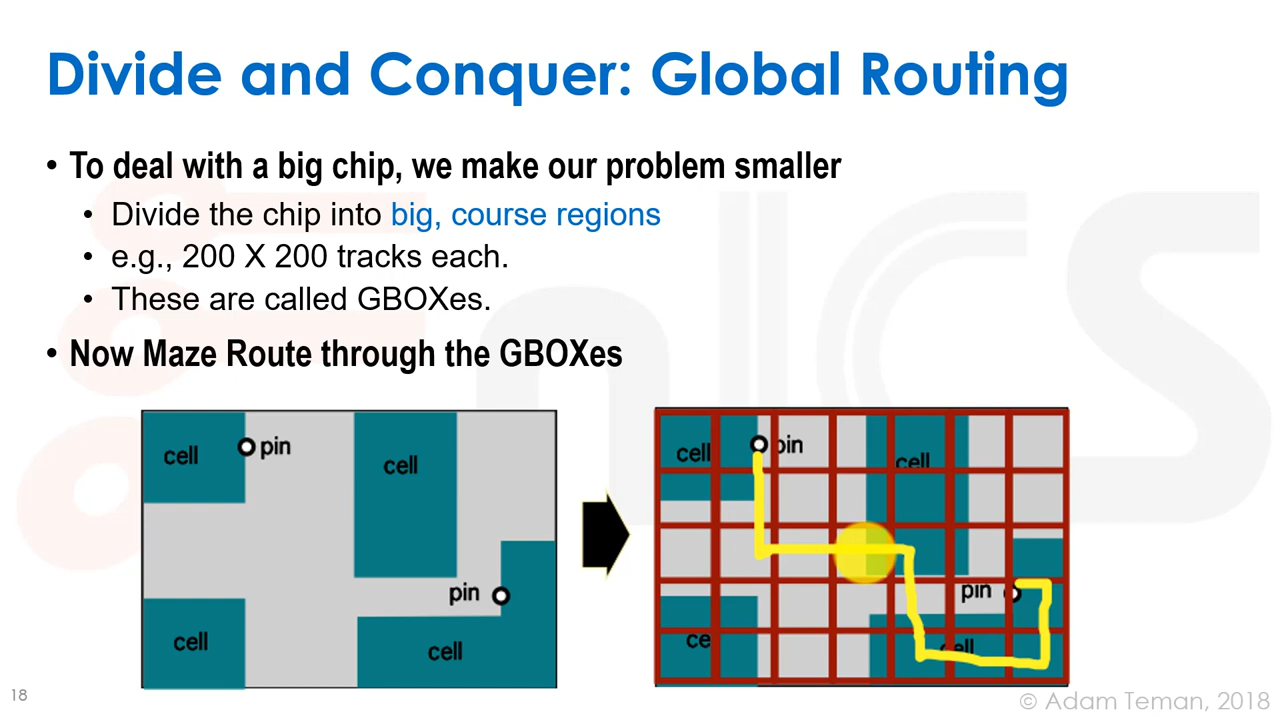 Divide and Conquer: Global Routing
• To deal with a big chip, we make our problem smaller
• Divide the chip into big, course regions
• e.g., 200 X 200 tracks each.
• These are called GBOXes.
• Now Maze Route through the GBOXes
cell
pin
cell
pin
cell
cell
cell
pin
cell
pin
ce
cell
18
© Adam Teman, 2018